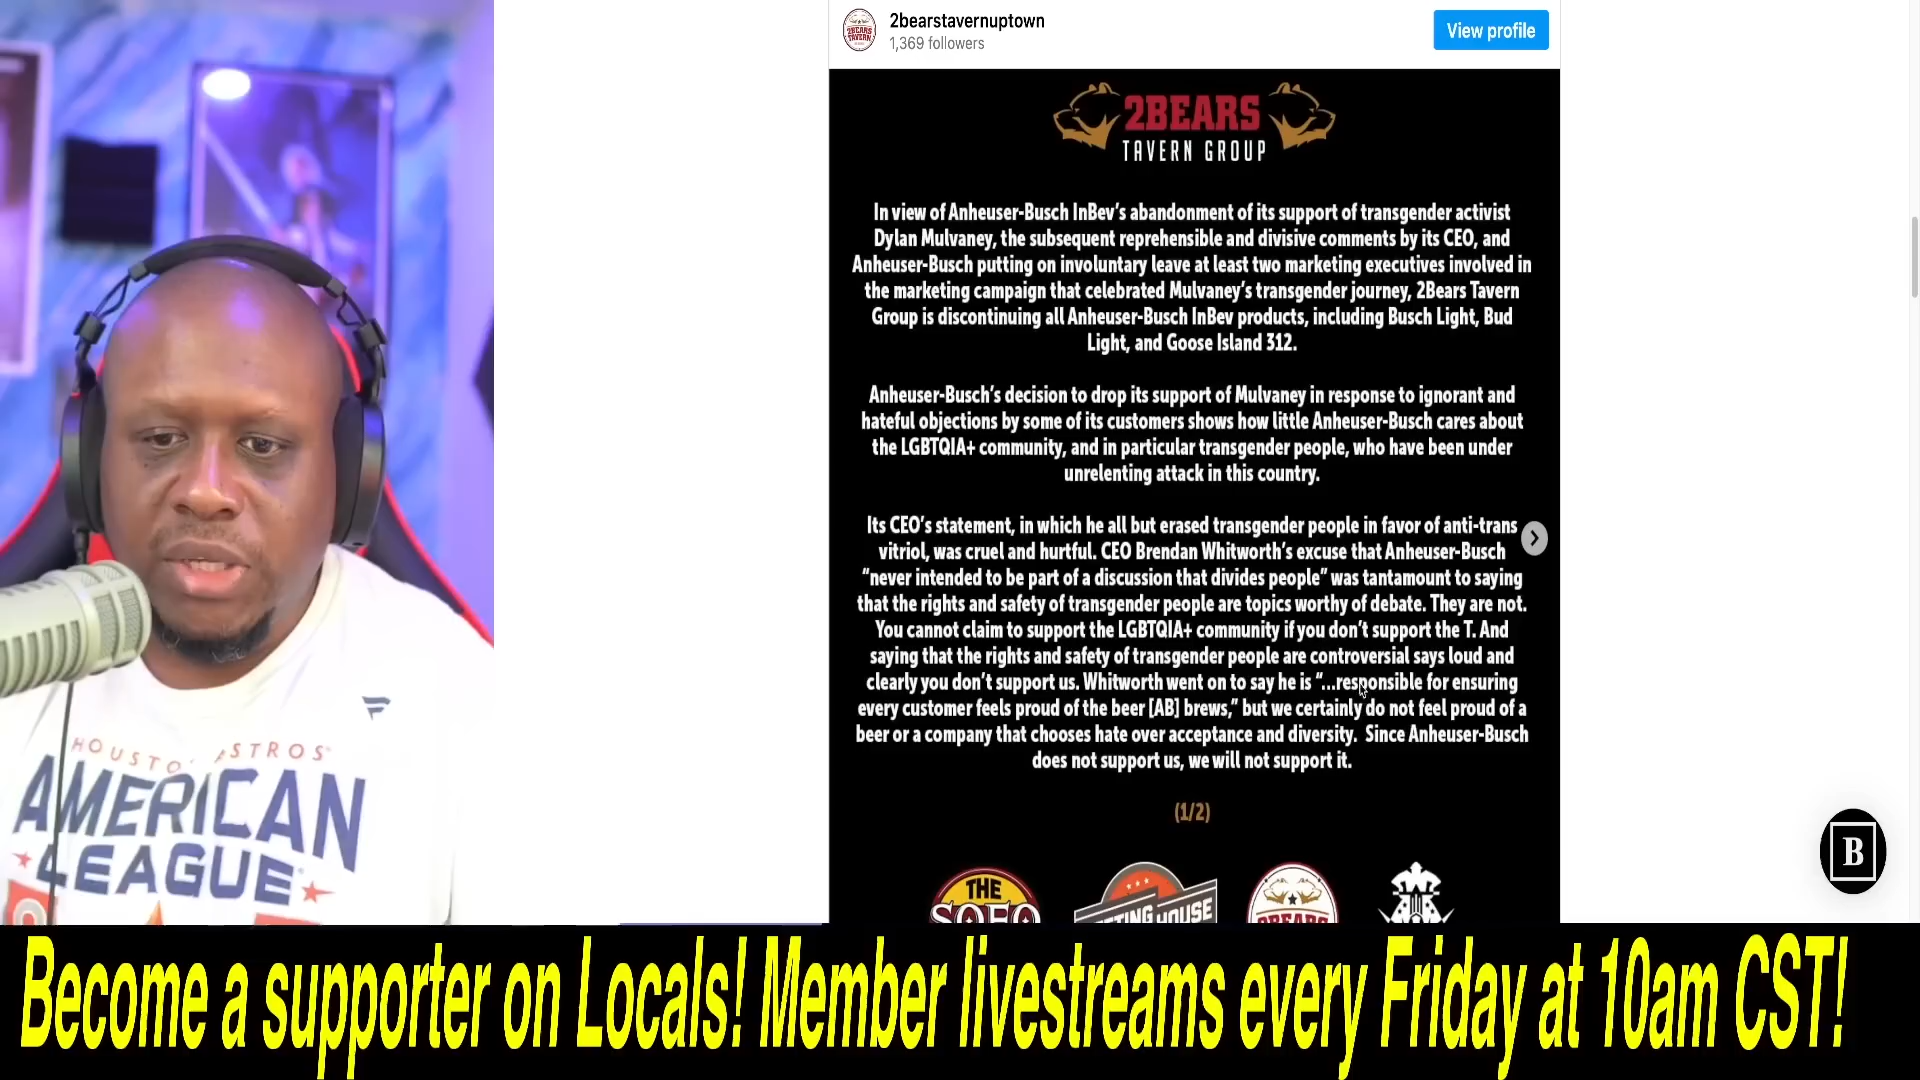 2bearstavernuptown
1,369 followers
View profile
2BEARS
TAVERN GROUP
In view of Anheuser-Busch InBev's abandonment of its support of transgender activist
Dylan Mulvaney, the subsequent reprehensible and divisive comments by its CEO, and
Anheuser-Busch putting on involuntary leave at least two marketing executives involved in
the marketing campaign that celebrated Mulvaney's transgender journey, 2Bears Tavern
Group is discontinuing all Anheuser-Busch InBev products, including Busch Light, Bud
Light, and Goose Island 312.
Anheuser-Busch's decision to drop its support of Mulvaney in response to ignorant and
hateful objections by some of its customers shows how little Anheuser-Busch cares about
the LGBTQIA+ community, and in particular transgender people, who have been under
unrelenting attack in this country.
Its CEO's statement, in which he all but erased transgender people in favor of anti-trans
vitriol, was cruel and hurtful. CEO Brendan Whitworth's excuse that Anheuser-Busch
"never intended to be part of a discussion that divides people" was tantamount to saying
that the rights and safety of transgender people are topics worthy of debate. They are not.
You cannot claim to support the LGBTQIA+ community if you don't support the T. And
saying that the rights and safety of transgender people are controversial says loud and
clearly you don't support us. Whitworth went on to say he is "...responsible for ensuring
every customer feels proud of the beer [AB] brews," but we certainly do not feel proud of a
beer or a company that chooses hate over acceptance and diversity. Since Anheuser-Busch
does not support us, we will not support it.
(1/2)
THE
HOUSE
B
AMERICAN
LEAGUE
Become a supporter on Locals! Member livestreams every Friday at 10am CST!